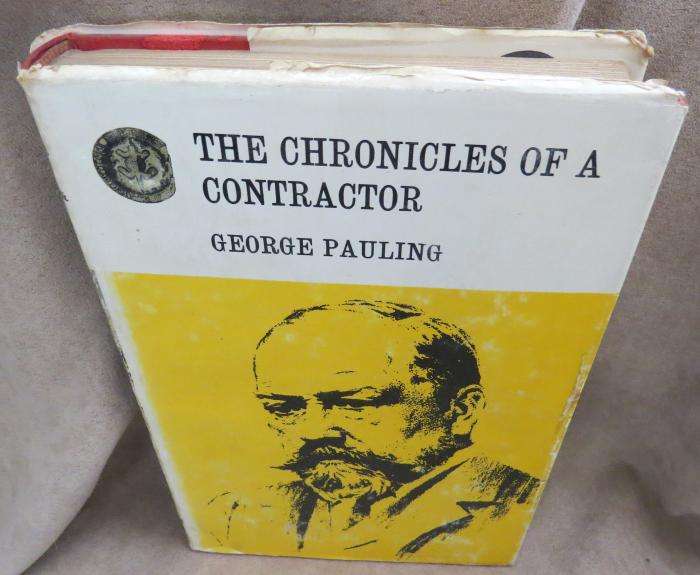 THE CHRONICLES OF A
CONTRACTOR
GEORGE PAULING